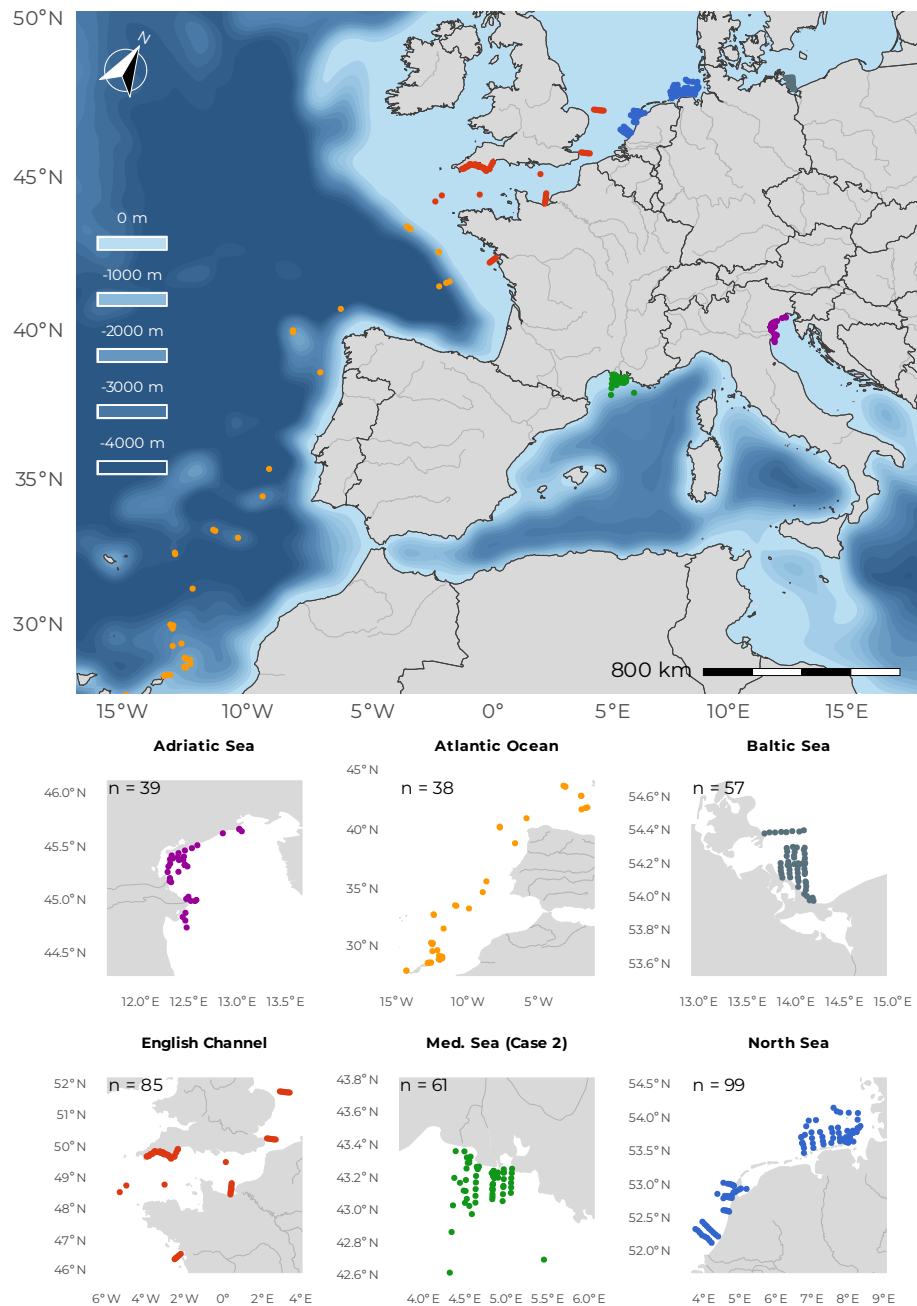 50°N
N
45°N
0 m
-1000 m
40°N
-2000 m
-3000 m
-4000 m
35°N
30°N
800 km
15°W 10°W 5°W 0° 5°E 10°E 15°E
Adriatic Sea Atlantic Ocean Baltic Sea
n = 39 n = 38 n = 57
46.0°N 45.5°N 45.0°N 44.5°N
12.0°E 12.5°E 13.0°E 13.5°E
45°N 40°N 35°N 30°N
15°W 10°W 5°W
54.6°N 54.4°N 54.2°N 54.0°N 53.8°N 53.6°N
13.0°E 13.5°E 14.0°E 14.5°E 15.0°E
English Channel Med. Sea (Case 2) North Sea
n = 85 n = 61 n = 99
52°N 51°N 50°N 49°N 48°N 47°N 46°N
6°W 4°W 2°W 0° 2°E 4°E
43.8°N 43.6°N 43.4°N 43.2°N 43.0°N 42.8°N 42.6°N
4.0°E 4.5°E 5.0°E 5.5°E 6.0°E
54.5°N 54.0°N 53.5°N 53.0°N 52.5°N 52.0°N
4°E 5°E 6°E 7°E 8°E 9°E